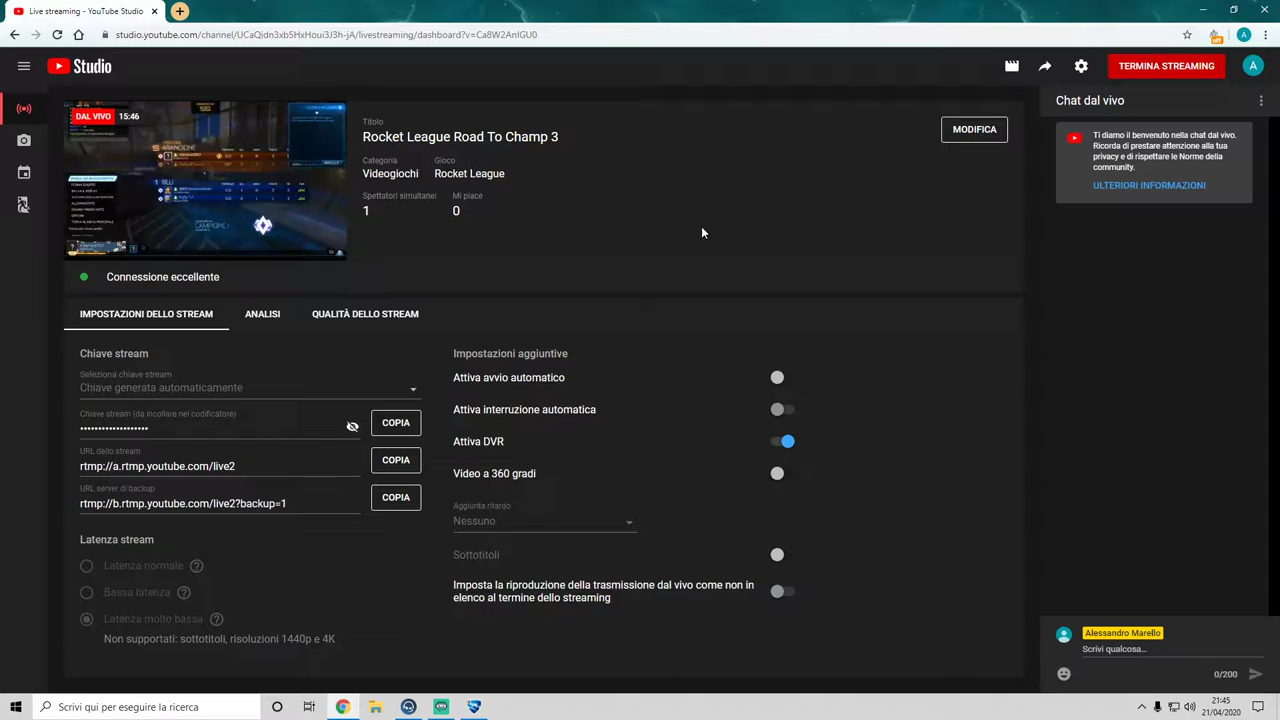 Live streaming - YouTube Studio
studio.youtube.com/channel/UCaQidn3xb5HxHoui3J3h-jA/livestreaming/dashboard?v=Ca8W2AnIGU0
off
A
Studio
TERMINA STREAMING
A
DAL VIVO 15:46
Titolo
Rocket League Road To Champ 3
MODIFICA
Categoria Gioco
Videogiochi Rocket League
Spettatori simultanei Mi piace
1 0
Connessione eccellente
Chat dal vivo
Ti diamo il benvenuto nella chat dal vivo.
Ricorda di prestare attenzione alla tua
privacy e di rispettare le Norme della
community.
ULTERIORI INFORMAZIONI
IMPOSTAZIONI DELLO STREAM ANALISI QUALITÀ DELLO STREAM
Chiave stream
Seleziona chiave stream
Chiave generata automaticamente
Chiave stream (da incollare nel codificatore)
••••••••••••••••••• COPIA
URL dello stream
rtmp://a.rtmp.youtube.com/live2 COPIA
URL server di backup
rtmp://b.rtmp.youtube.com/live2?backup=1 COPIA
Latenza stream
Latenza normale
Bassa latenza
Latenza molto bassa
Non supportati: sottotitoli, risoluzioni 1440p e 4K
Impostazioni aggiuntive
Attiva avvio automatico
Attiva interruzione automatica
Attiva DVR
Video a 360 gradi
Aggiunta ritardo
Nessuno
Sottotitoli
Imposta la riproduzione della trasmissione dal vivo come non in
elenco al termine dello streaming
Alessandro Marello
Scrivi qualcosa...
0/200
Scrivi qui per eseguire la ricerca
21:45
21/04/2020